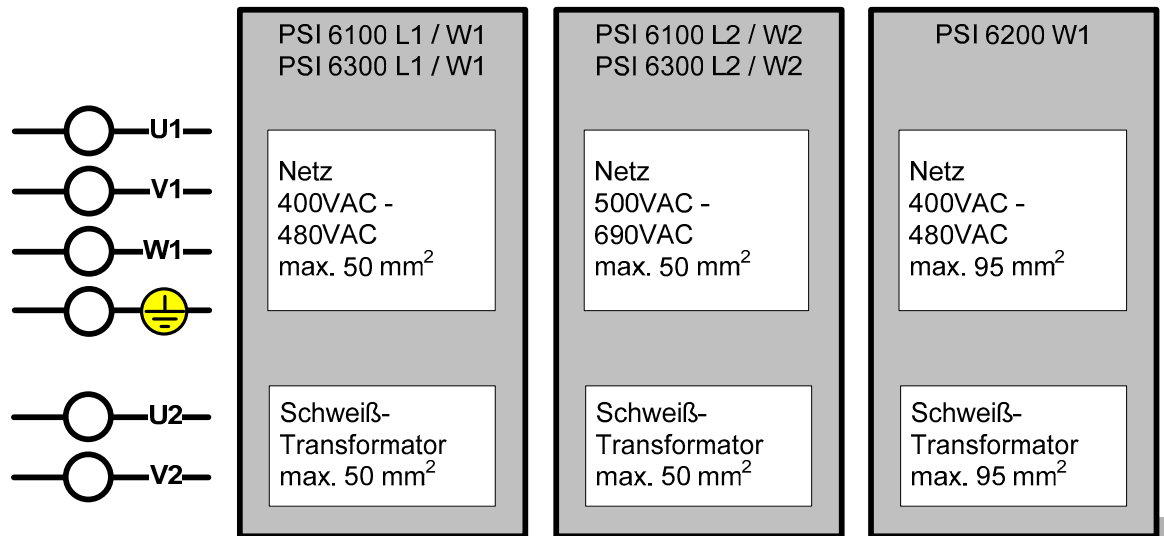 PSI 6100 L1 / W1
PSI 6300 L1 / W1
PSI 6100 L2 / W2
PSI 6300 L2 / W2
PSI 6200 W1
U1
V1
W1
U2
V2
Netz
400VAC -
480VAC
max. 50 mm²
Netz
500VAC -
690VAC
max. 50 mm²
Netz
400VAC -
480VAC
max. 95 mm²
Schweiß-
Transformator
max. 50 mm²
Schweiß-
Transformator
max. 50 mm²
Schweiß-
Transformator
max. 95 mm²